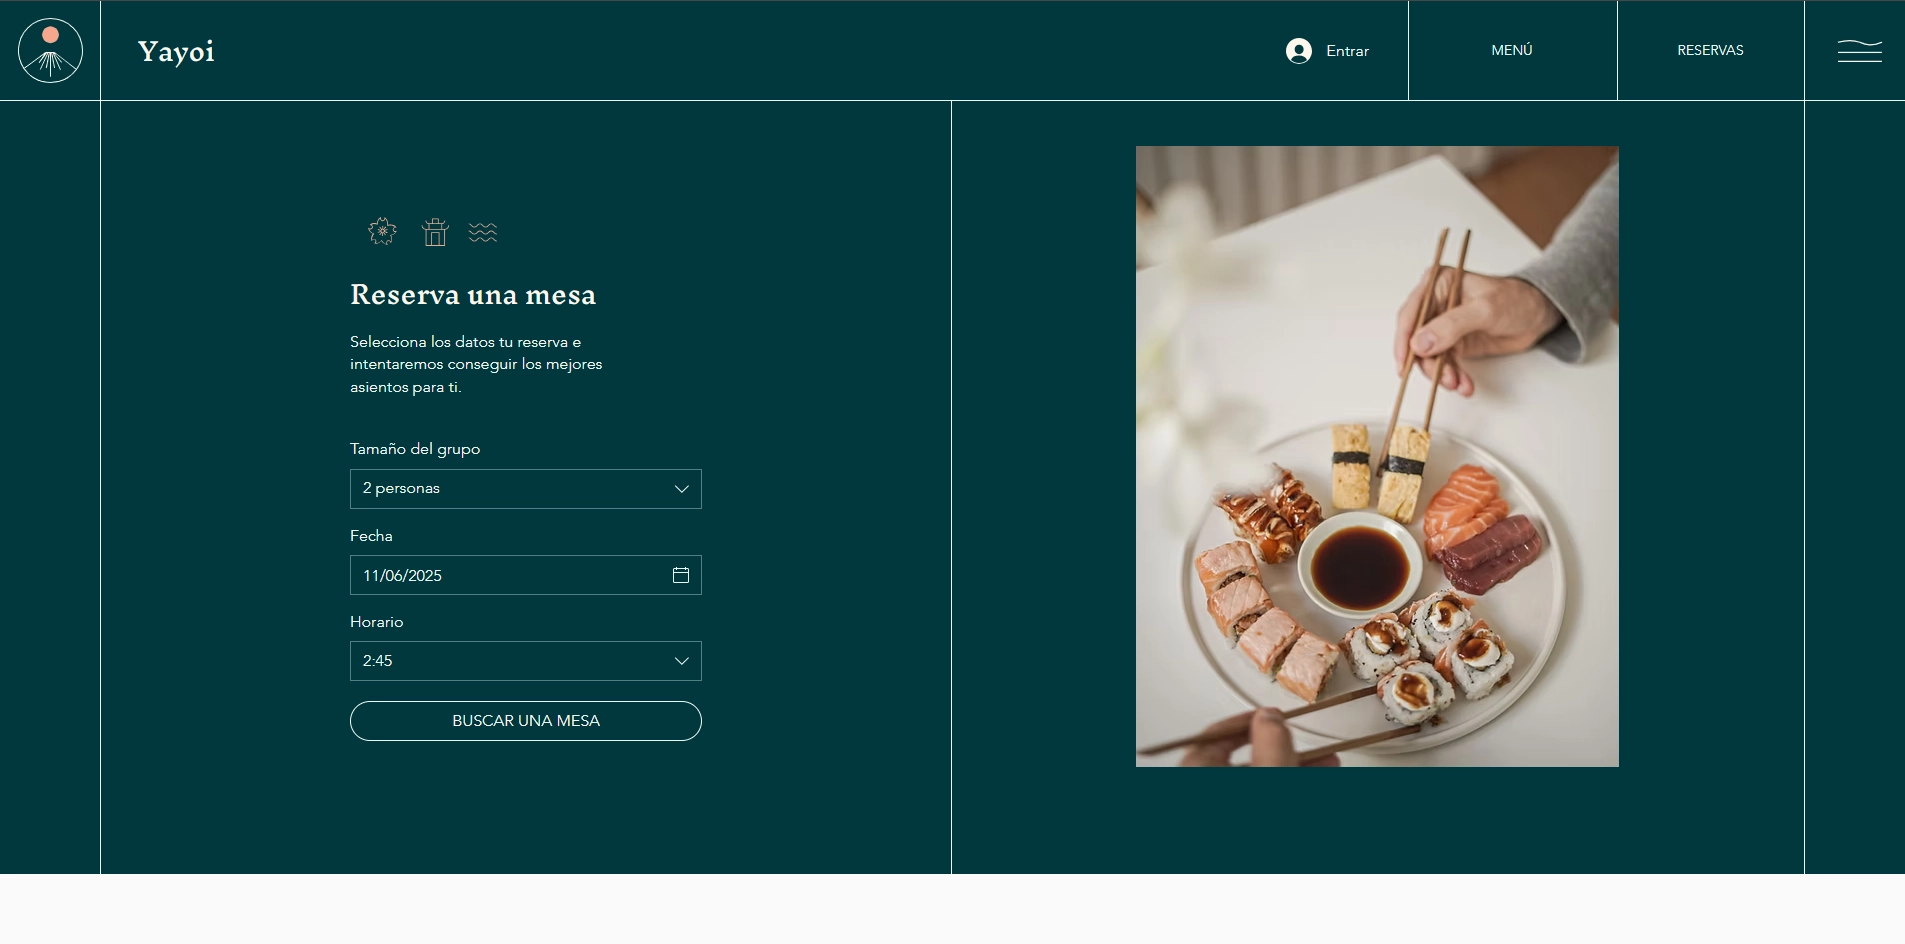 Yayoi
Entrar
MENÚ
RESERVAS
Reserva una mesa
Selecciona los datos tu reserva e
intentaremos conseguir los mejores
asientos para ti.
Tamaño del grupo
2 personas
Fecha
11/06/2025
Horario
2:45
BUSCAR UNA MESA